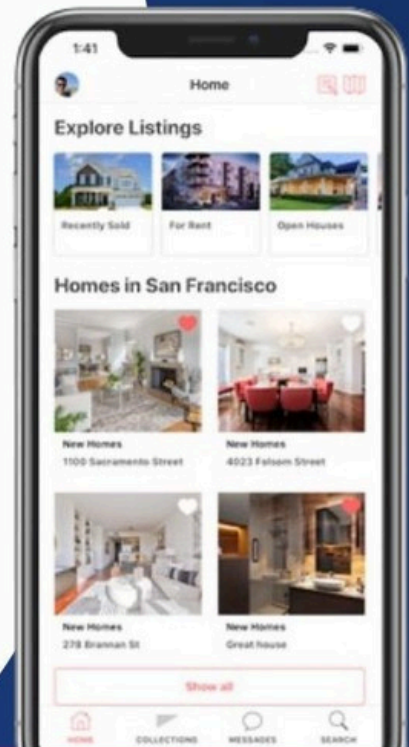 1:41
Home
Explore Listings
Recently Sold
For Rent
Open Houses
Homes in San Francisco
New Homes
1100 Sacramento Street
New Homes
4023 Folsom Street
New Homes
278 Brannan St
New Homes
Great house
Show all
HOME
COLLECTIONS
MESSAGES
SEARCH